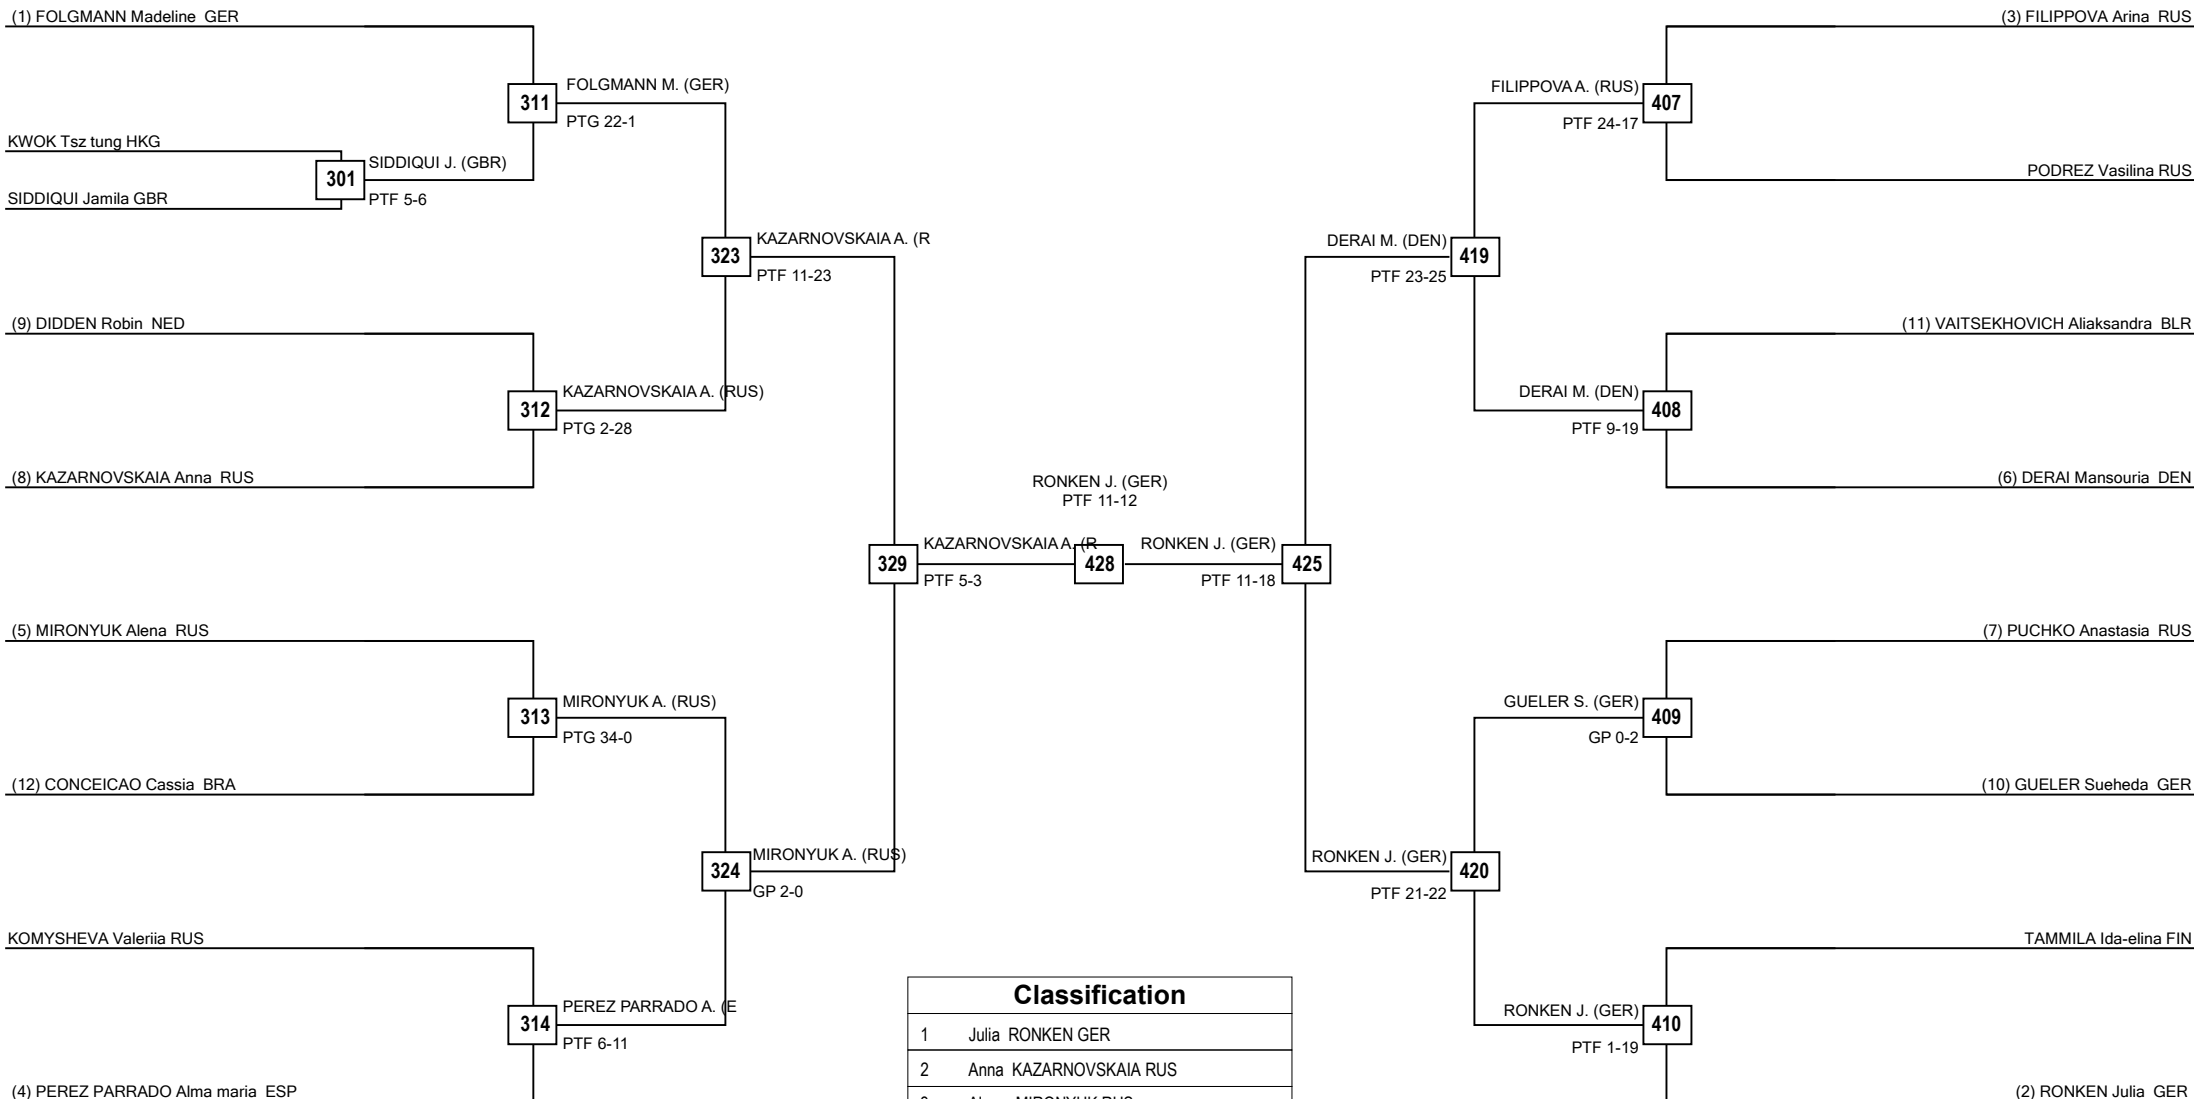 (1) FOLGMANN Madeline GER
(3) FILIPPOVA Arina RUS
FOLGMANN M. (GER)
311
PTG 22-1
FILIPPOVA A. (RUS)
407
PTF 24-17
KWOK Tsz tung HKG
SIDDIQUI J. (GBR)
301
PTF 5-6
SIDDIQUI Jamila GBR
PODREZ Vasilina RUS
KAZARNOVSKAIA A. (R
323
PTF 11-23
DERAI M. (DEN)
419
PTF 23-25
(9) DIDDEN Robin NED
(11) VAITSEKHOVICH Aliaksandra BLR
KAZARNOVSKAIA A. (RUS)
312
PTG 2-28
DERAI M. (DEN)
408
PTF 9-19
(8) KAZARNOVSKAIA Anna RUS
(6) DERAI Mansouria DEN
RONKEN J. (GER)
PTF 11-12
KAZARNOVSKAIA A. (R
329
PTF 5-3
428
RONKEN J. (GER)
425
PTF 11-18
(5) MIRONYUK Alena RUS
(7) PUCHKO Anastasia RUS
MIRONYUK A. (RUS)
313
PTG 34-0
GUELER S. (GER)
409
GP 0-2
(12) CONCEICAO Cassia BRA
(10) GUELER Sueheda GER
MIRONYUK A. (RUS)
324
GP 2-0
RONKEN J. (GER)
420
PTF 21-22
KOMYSHEVA Valeriia RUS
TAMMILA Ida-elina FIN
PEREZ PARRADO A. (E
314
PTF 6-11
RONKEN J. (GER)
410
PTF 1-19
(4) PEREZ PARRADO Alma maria ESP
(2) RONKEN Julia GER
Classification
1 Julia RONKEN GER
2 Anna KAZARNOVSKAIA RUS
MIRONYUK RUS